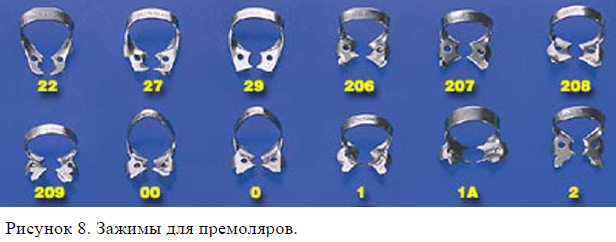 22 27 29 206 207 208
209 00 0 1 1A 2
Рисунок 8. Зажимы для премоляров.